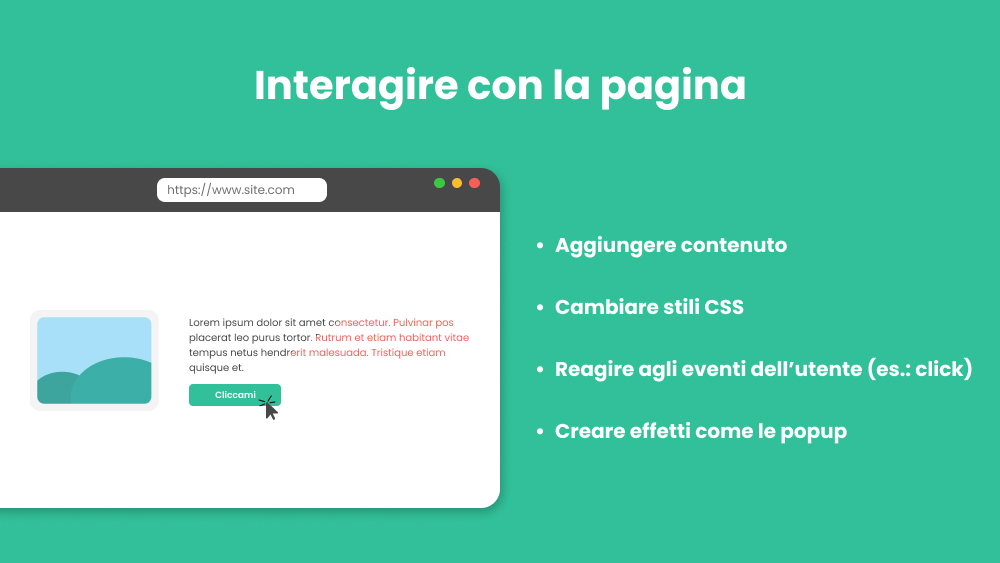 Interagire con la pagina
https://www.site.com
Lorem ipsum dolor sit amet consectetur. Pulvinar pos
placerat leo purus tortor. Rutrum et etiam habitant vitae
tempus netus hendrerit malesuada. Tristique etiam
quisque et.
Cliccami
• Aggiungere contenuto
• Cambiare stili CSS
• Reagire agli eventi dell’utente (es.: click)
• Creare effetti come le popup